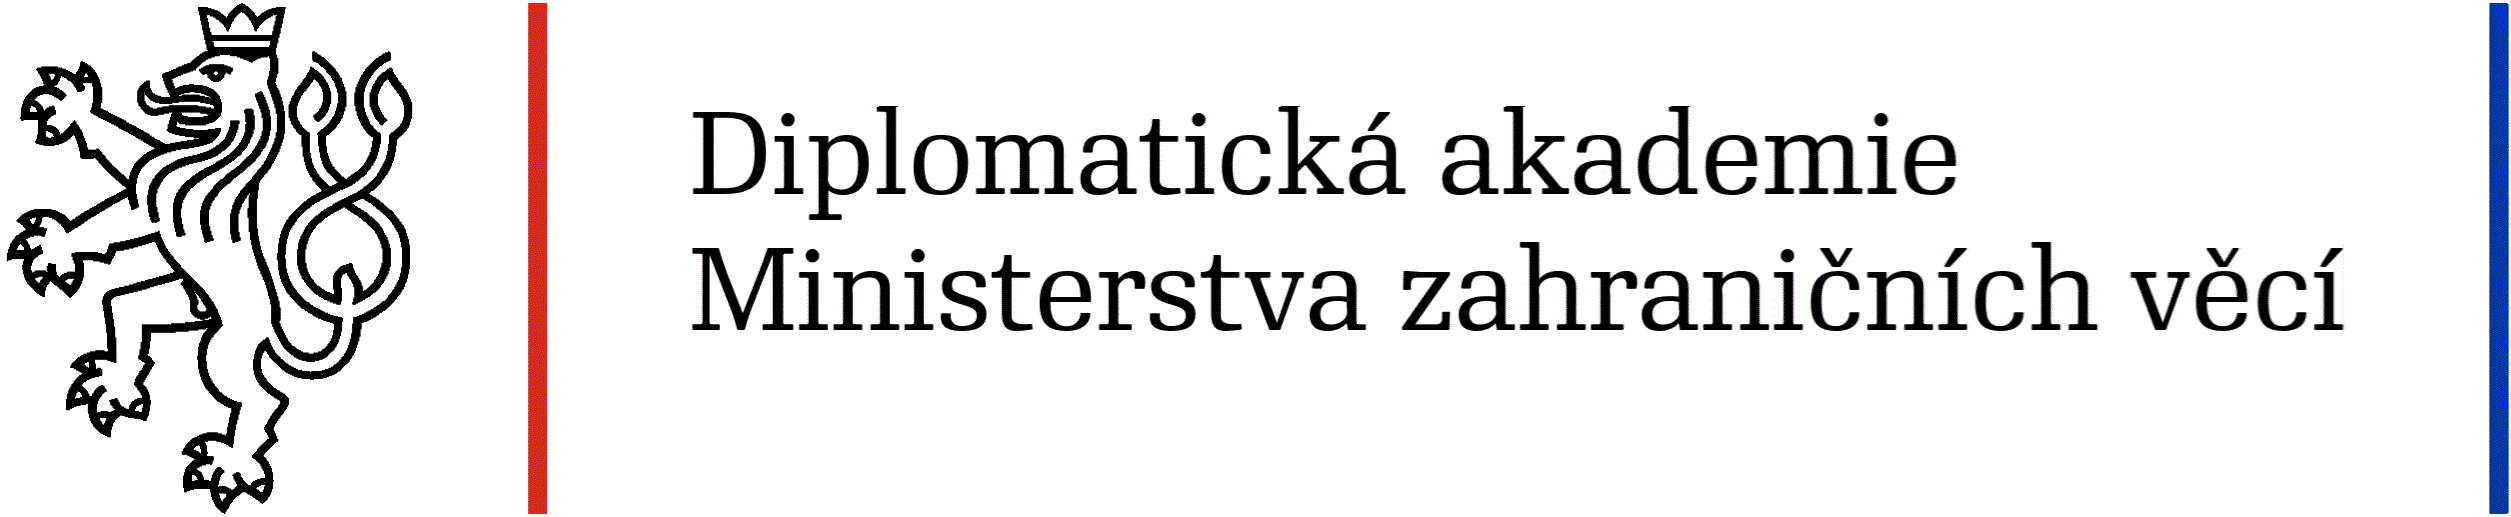 Diplomatická akademie
Ministerstva zahraničních věcí